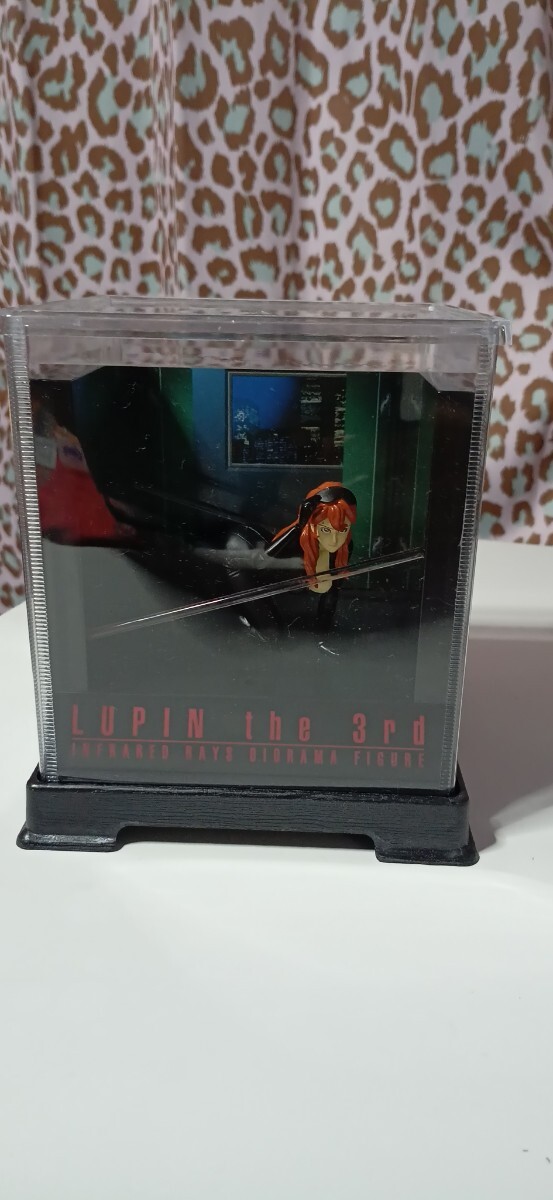 LUPIN the 3rd
INFRARED RAYS DIORAMA FIGURE